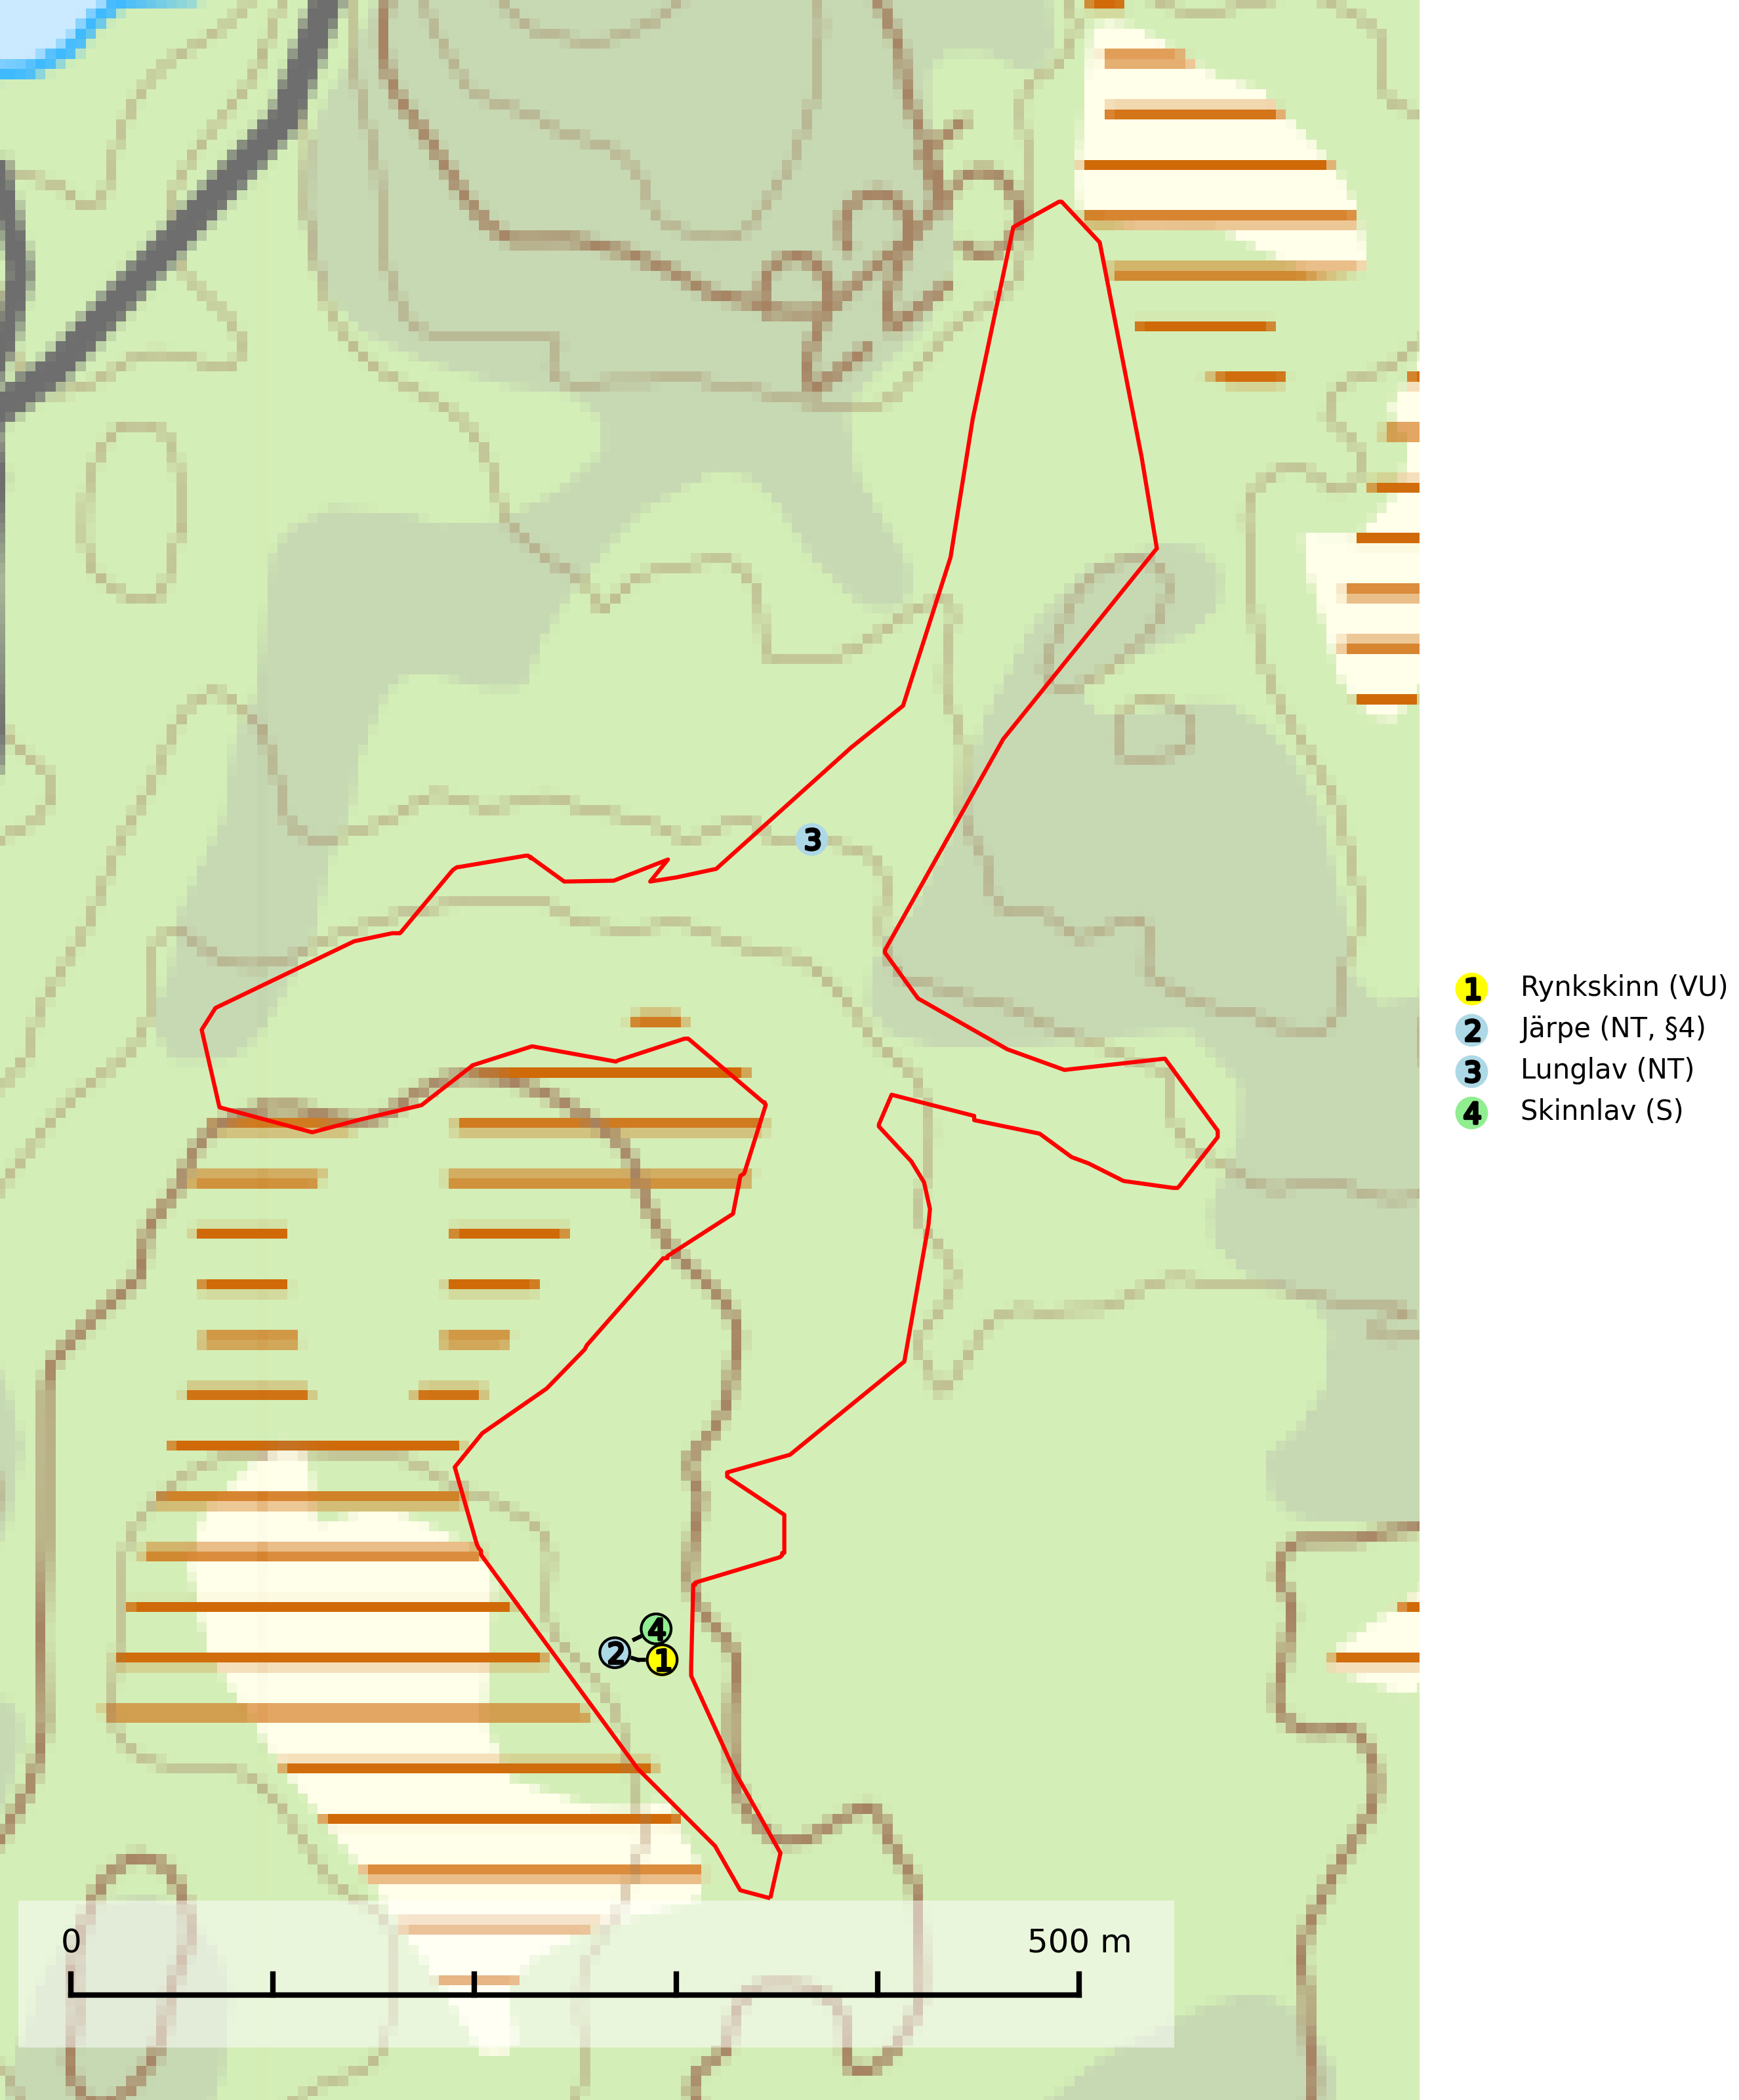 3
4
2
1
0
500 m
1 Rynkskinn (VU)
2 Järpe (NT, §4)
3 Lunglav (NT)
4 Skinnlav (S)